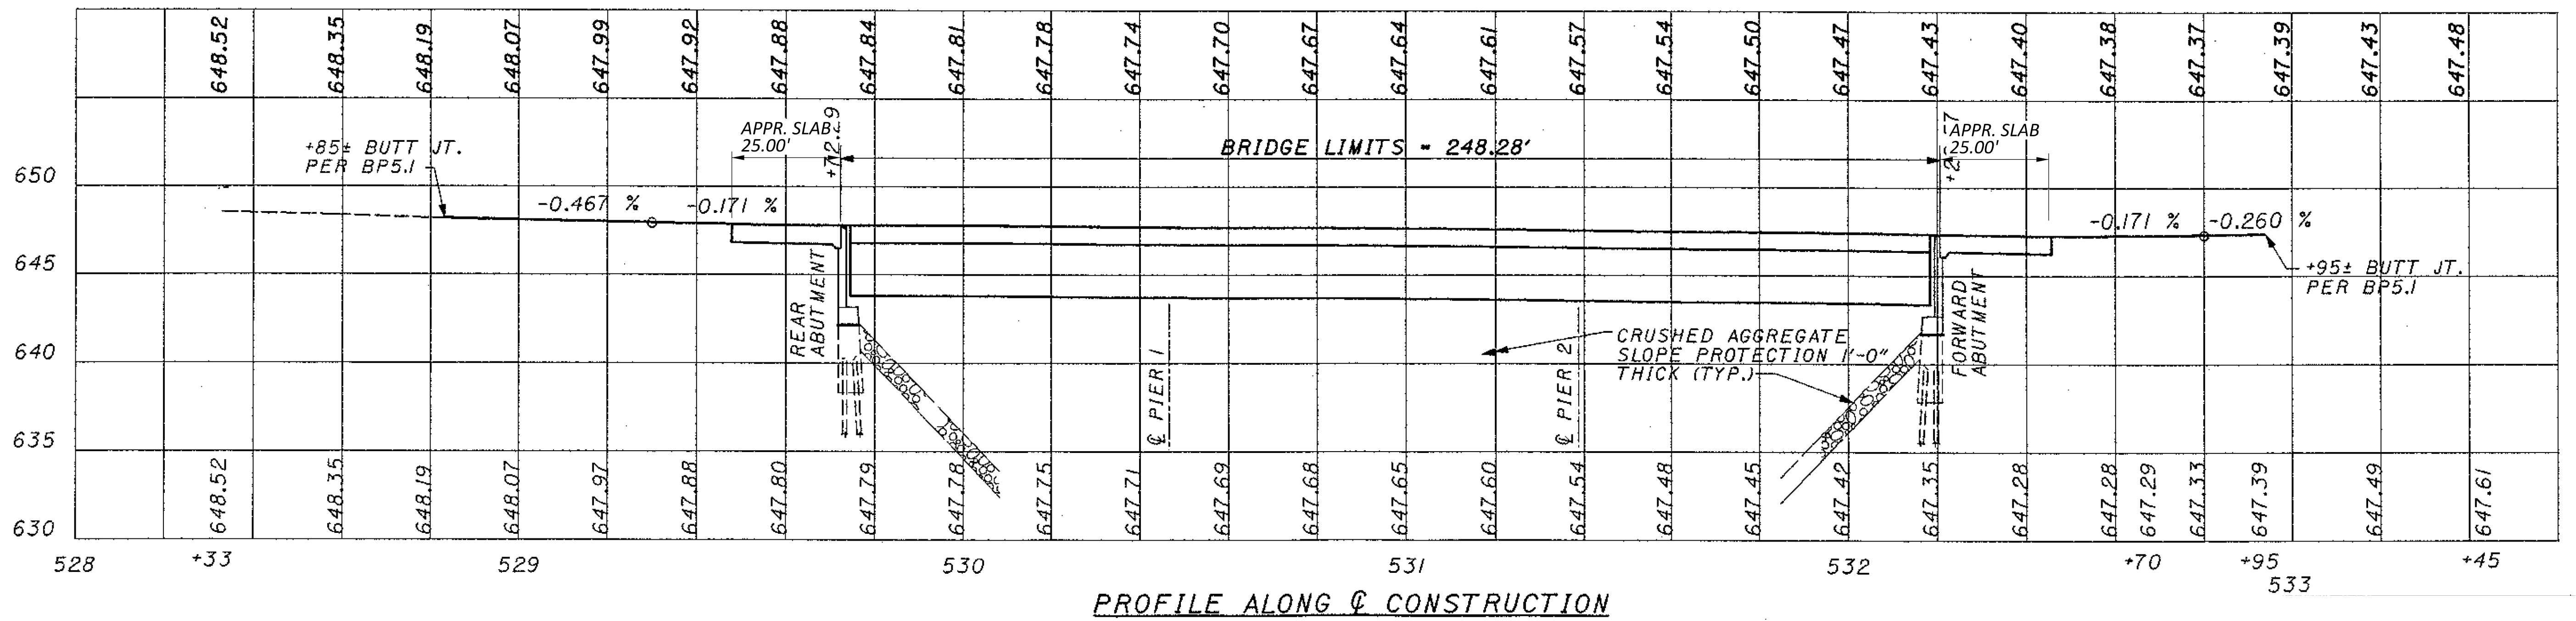 648.52 648.35 648.19 648.07 647.99 647.92 647.88 647.84 647.81 647.78 647.74 647.70 647.67 647.64 647.61 647.57 647.54 647.50 647.47 647.43 647.40 647.38 647.37 647.39 647.43 647.48
APPR. SLAB
25.00'
+72.29
BRIDGE LIMITS = 248.28'
APPR. SLAB
25.00'
+85± BUTT JT.
PER BP5.1
650
-0.467 % -0.171 %
-0.171 % -0.260 %
645
+95± BUTT JT.
PER BP5.1
REAR
ABUTMENT
FORWARD
ABUTMENT
640
℄ PIER 1
℄ PIER 2
CRUSHED AGGREGATE
SLOPE PROTECTION 1'-0"
THICK (TYP.)
635
648.52 648.35 648.19 648.07 647.97 647.88 647.80 647.79 647.78 647.75 647.71 647.69 647.68 647.65 647.60 647.54 647.48 647.45 647.42 647.35 647.28 647.28 647.29 647.33 647.39 647.49 647.61
630
528 +33 529 530 531 532 +70 +95 533 +45
PROFILE ALONG ℄ CONSTRUCTION